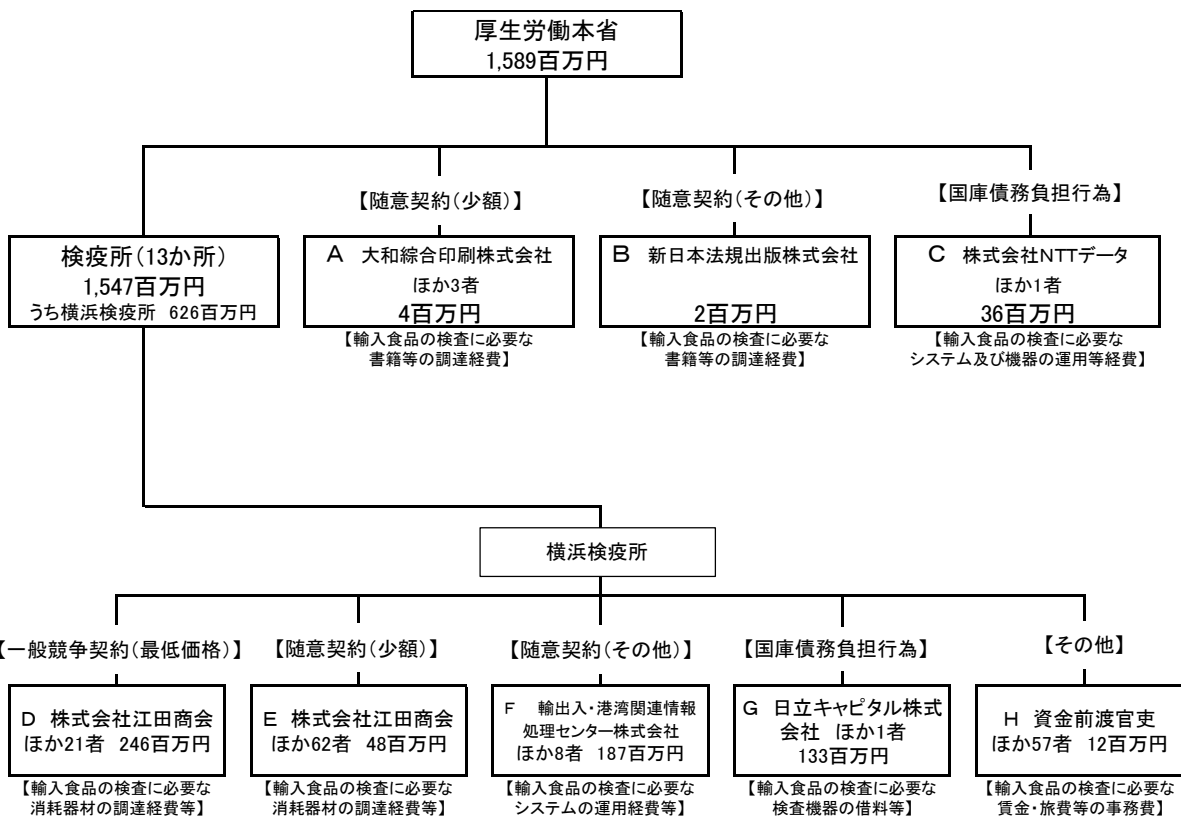 厚生労働本省
1,589百万円
【随意契約(少額)】
【随意契約(その他)】
【国庫債務負担行為】
検疫所(13か所)
1,547百万円
うち横浜検疫所 626百万円
A 大和綜合印刷株式会社
ほか3者
4百万円
【輸入食品の検査に必要な
書籍等の調達経費】
B 新日本法規出版株式会社
2百万円
【輸入食品の検査に必要な
書籍等の調達経費】
C 株式会社NTTデータ
ほか1者
36百万円
【輸入食品の検査に必要な
システム及び機器の運用等経費】
横浜検疫所
【一般競争契約(最低価格)】
【随意契約(少額)】
【随意契約(その他)】
【国庫債務負担行為】
【その他】
D 株式会社江田商会
ほか21者 246百万円
【輸入食品の検査に必要な
消耗器材の調達経費等】
E 株式会社江田商会
ほか62者 48百万円
【輸入食品の検査に必要な
消耗器材の調達経費等】
F 輸出入・港湾関連情報
処理センター株式会社
ほか8者 187百万円
【輸入食品の検査に必要な
システムの運用経費等】
G 日立キャピタル株式
会社 ほか1者
133百万円
【輸入食品の検査に必要な
検査機器の借料等】
H 資金前渡官吏
ほか57者 12百万円
【輸入食品の検査に必要な
賃金・旅費等の事務費】